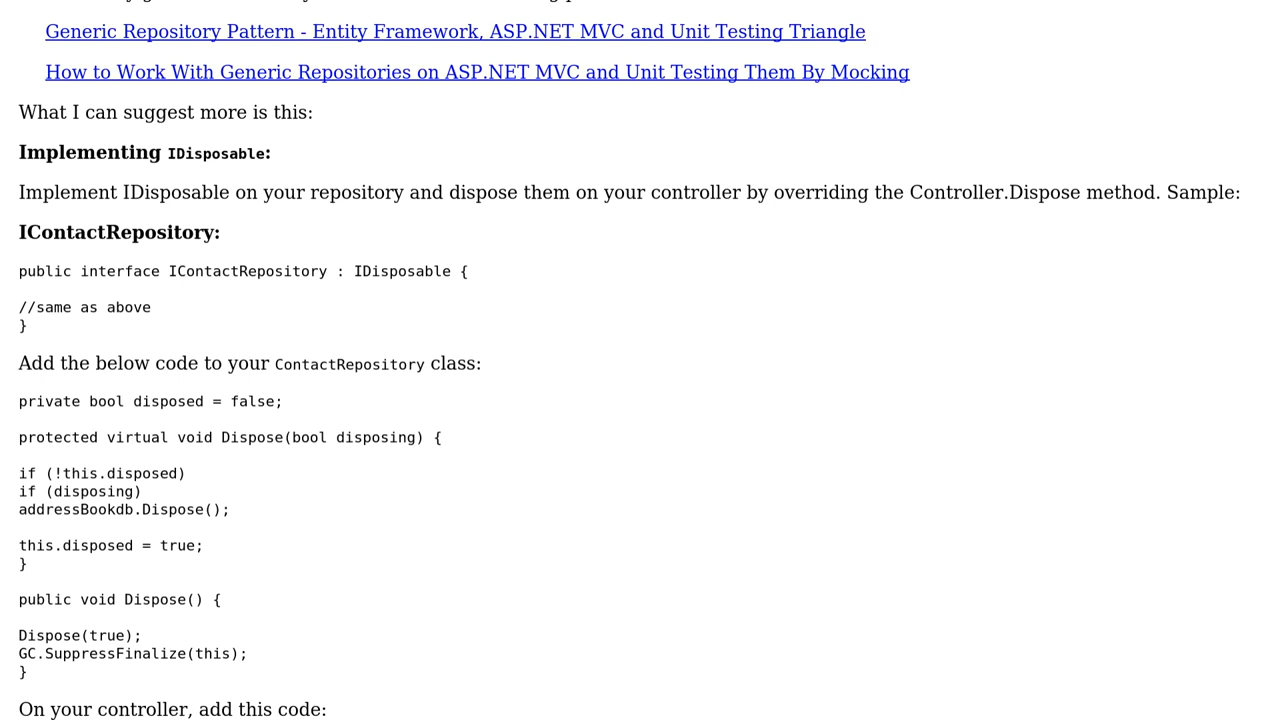 Generic Repository Pattern - Entity Framework, ASP.NET MVC and Unit Testing Triangle
How to Work With Generic Repositories on ASP.NET MVC and Unit Testing Them By Mocking
What I can suggest more is this:
Implementing IDisposable:
Implement IDisposable on your repository and dispose them on your controller by overriding the Controller.Dispose method. Sample:
IContactRepository:
public interface IContactRepository : IDisposable {
//same as above
}
Add the below code to your ContactRepository class:
private bool disposed = false;
protected virtual void Dispose(bool disposing) {
if (!this.disposed)
if (disposing)
addressBookdb.Dispose();
this.disposed = true;
}
public void Dispose() {
Dispose(true);
GC.SuppressFinalize(this);
}
On your controller, add this code: